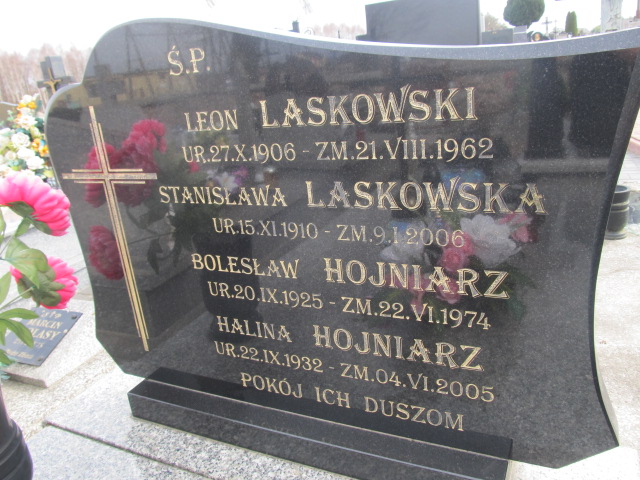 Ś.P.
LEON LASKOWSKI
UR.27.X.1906 - ZM.21.VIII.1962
STANISŁAWA LASKOWSKA
UR.15.XI.1910 - ZM.9.I.2006
BOLESŁAW HOJNIARZ
UR.20.IX.1925 - ZM.22.VI.1974
HALINA HOJNIARZ
UR.22.IX.1932 - ZM.04.VI.2005
POKÓJ ICH DUSZOM
MARCIN